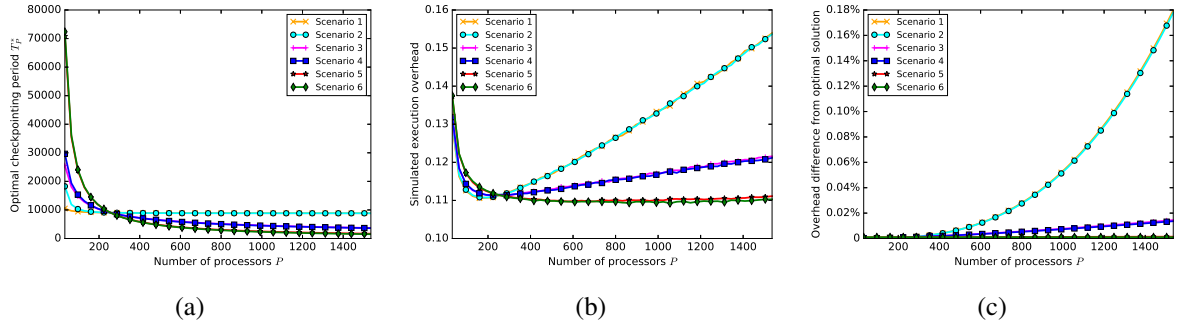 80000
70000
60000
50000
40000
30000
20000
10000
0
Optimal checkpointing period T*P
Scenario 1
Scenario 2
Scenario 3
Scenario 4
Scenario 5
Scenario 6
200 400 600 800 1000 1200 1400
Number of processors P
(a)
0.16
0.15
0.14
0.13
0.12
0.11
0.10
Simulated execution overhead
Scenario 1
Scenario 2
Scenario 3
Scenario 4
Scenario 5
Scenario 6
200 400 600 800 1000 1200 1400
Number of processors P
(b)
0.18%
0.16%
0.14%
0.12%
0.10%
0.08%
0.06%
0.04%
0.02%
0
Overhead difference from optimal solution
Scenario 1
Scenario 2
Scenario 3
Scenario 4
Scenario 5
Scenario 6
200 400 600 800 1000 1200 1400
Number of processors P
(c)